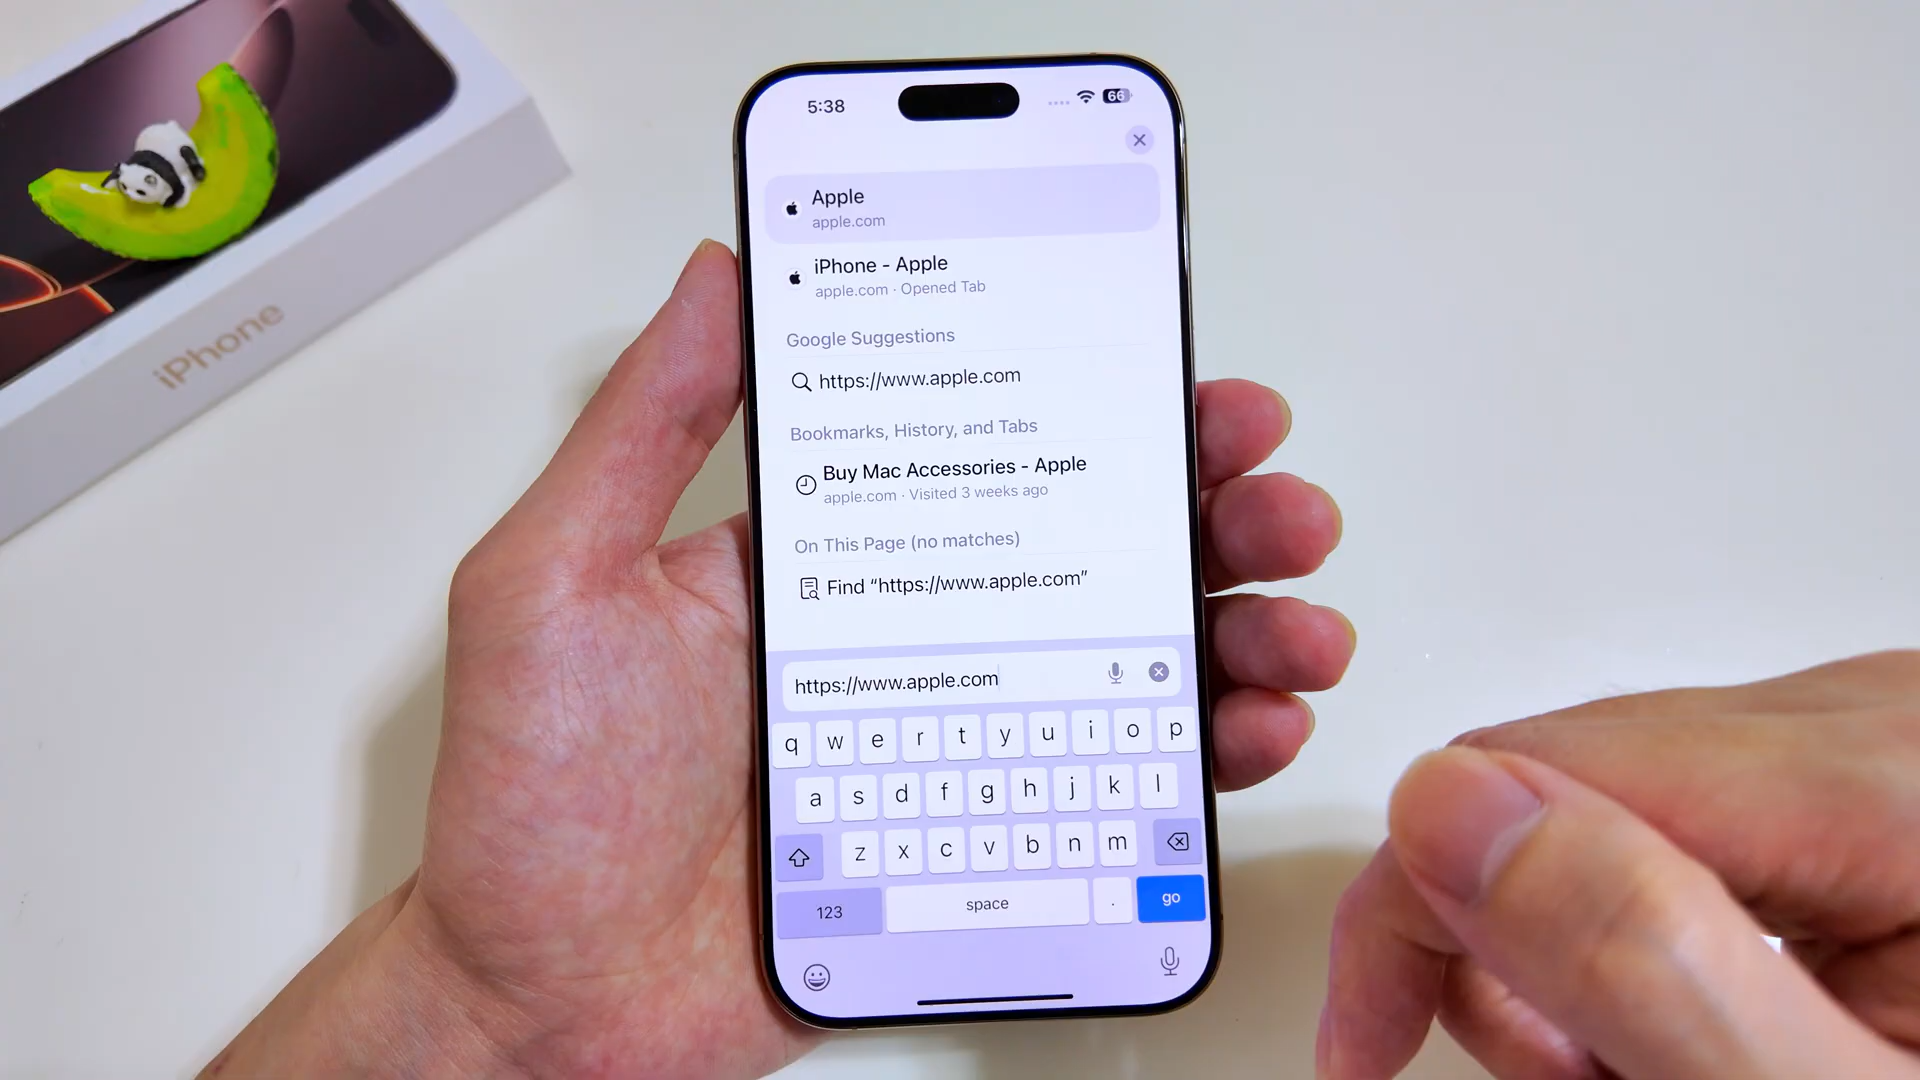 iPhone
5:38
66
Apple
apple.com
iPhone - Apple
apple.com · Opened Tab
Google Suggestions
https://www.apple.com
Bookmarks, History, and Tabs
Buy Mac Accessories - Apple
apple.com · Visited 3 weeks ago
On This Page (no matches)
Find “https://www.apple.com”
https://www.apple.com
q w e r t y u i o p
a s d f g h j k l
z x c v b n m
123 space . go